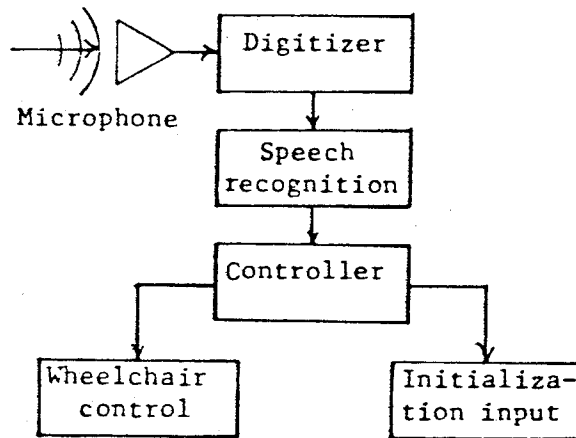 Digitizer
Microphone
Speech
recognition
Controller
Wheelchair
control
Initializa-
tion input